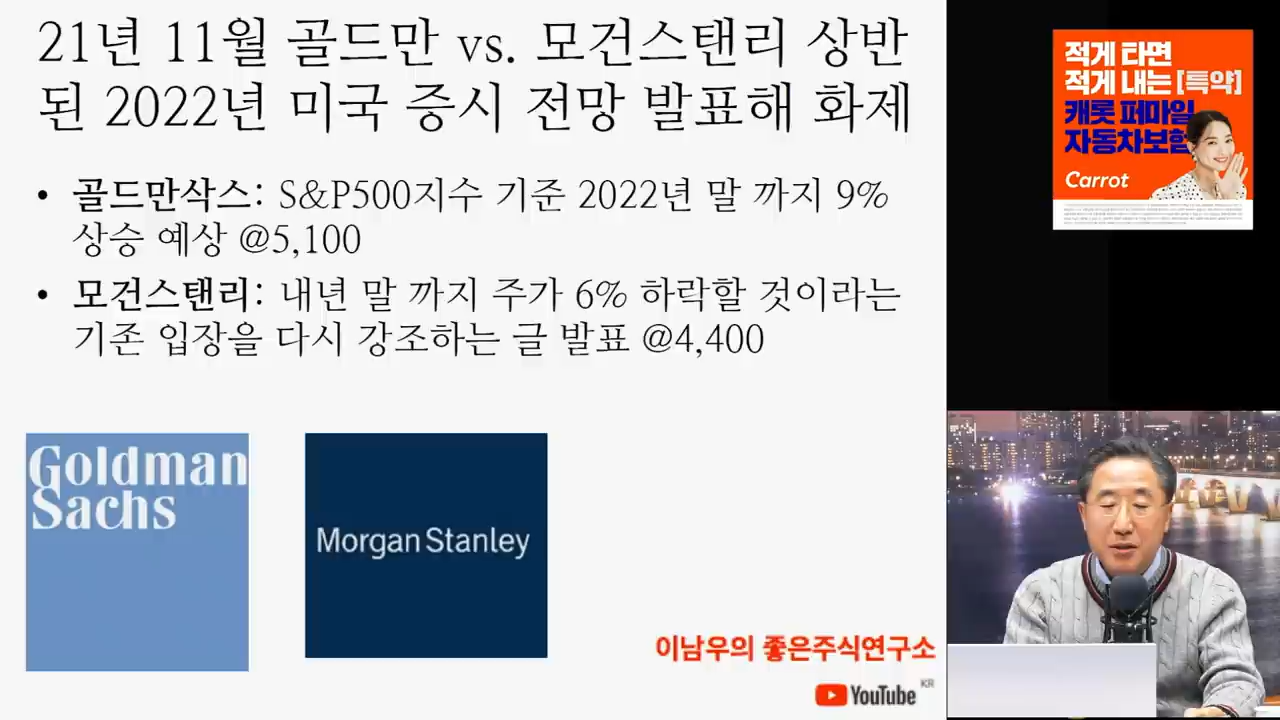 21년 11월 골드만 vs. 모건스탠리 상반
된 2022년 미국 증시 전망 발표해 화제
• 골드만삭스: S&P500지수 기준 2022년 말 까지 9%
상승 예상 @5,100
• 모건스탠리: 내년 말 까지 주가 6% 하락할 것이라는
기존 입장을 다시 강조하는 글 발표 @4,400
Goldman
Sachs
Morgan Stanley
이남우의 좋은주식연구소
YouTube KR
적게 타면
적게 내는 [특약]
캐롯 퍼마일
자동차보험
Carrot